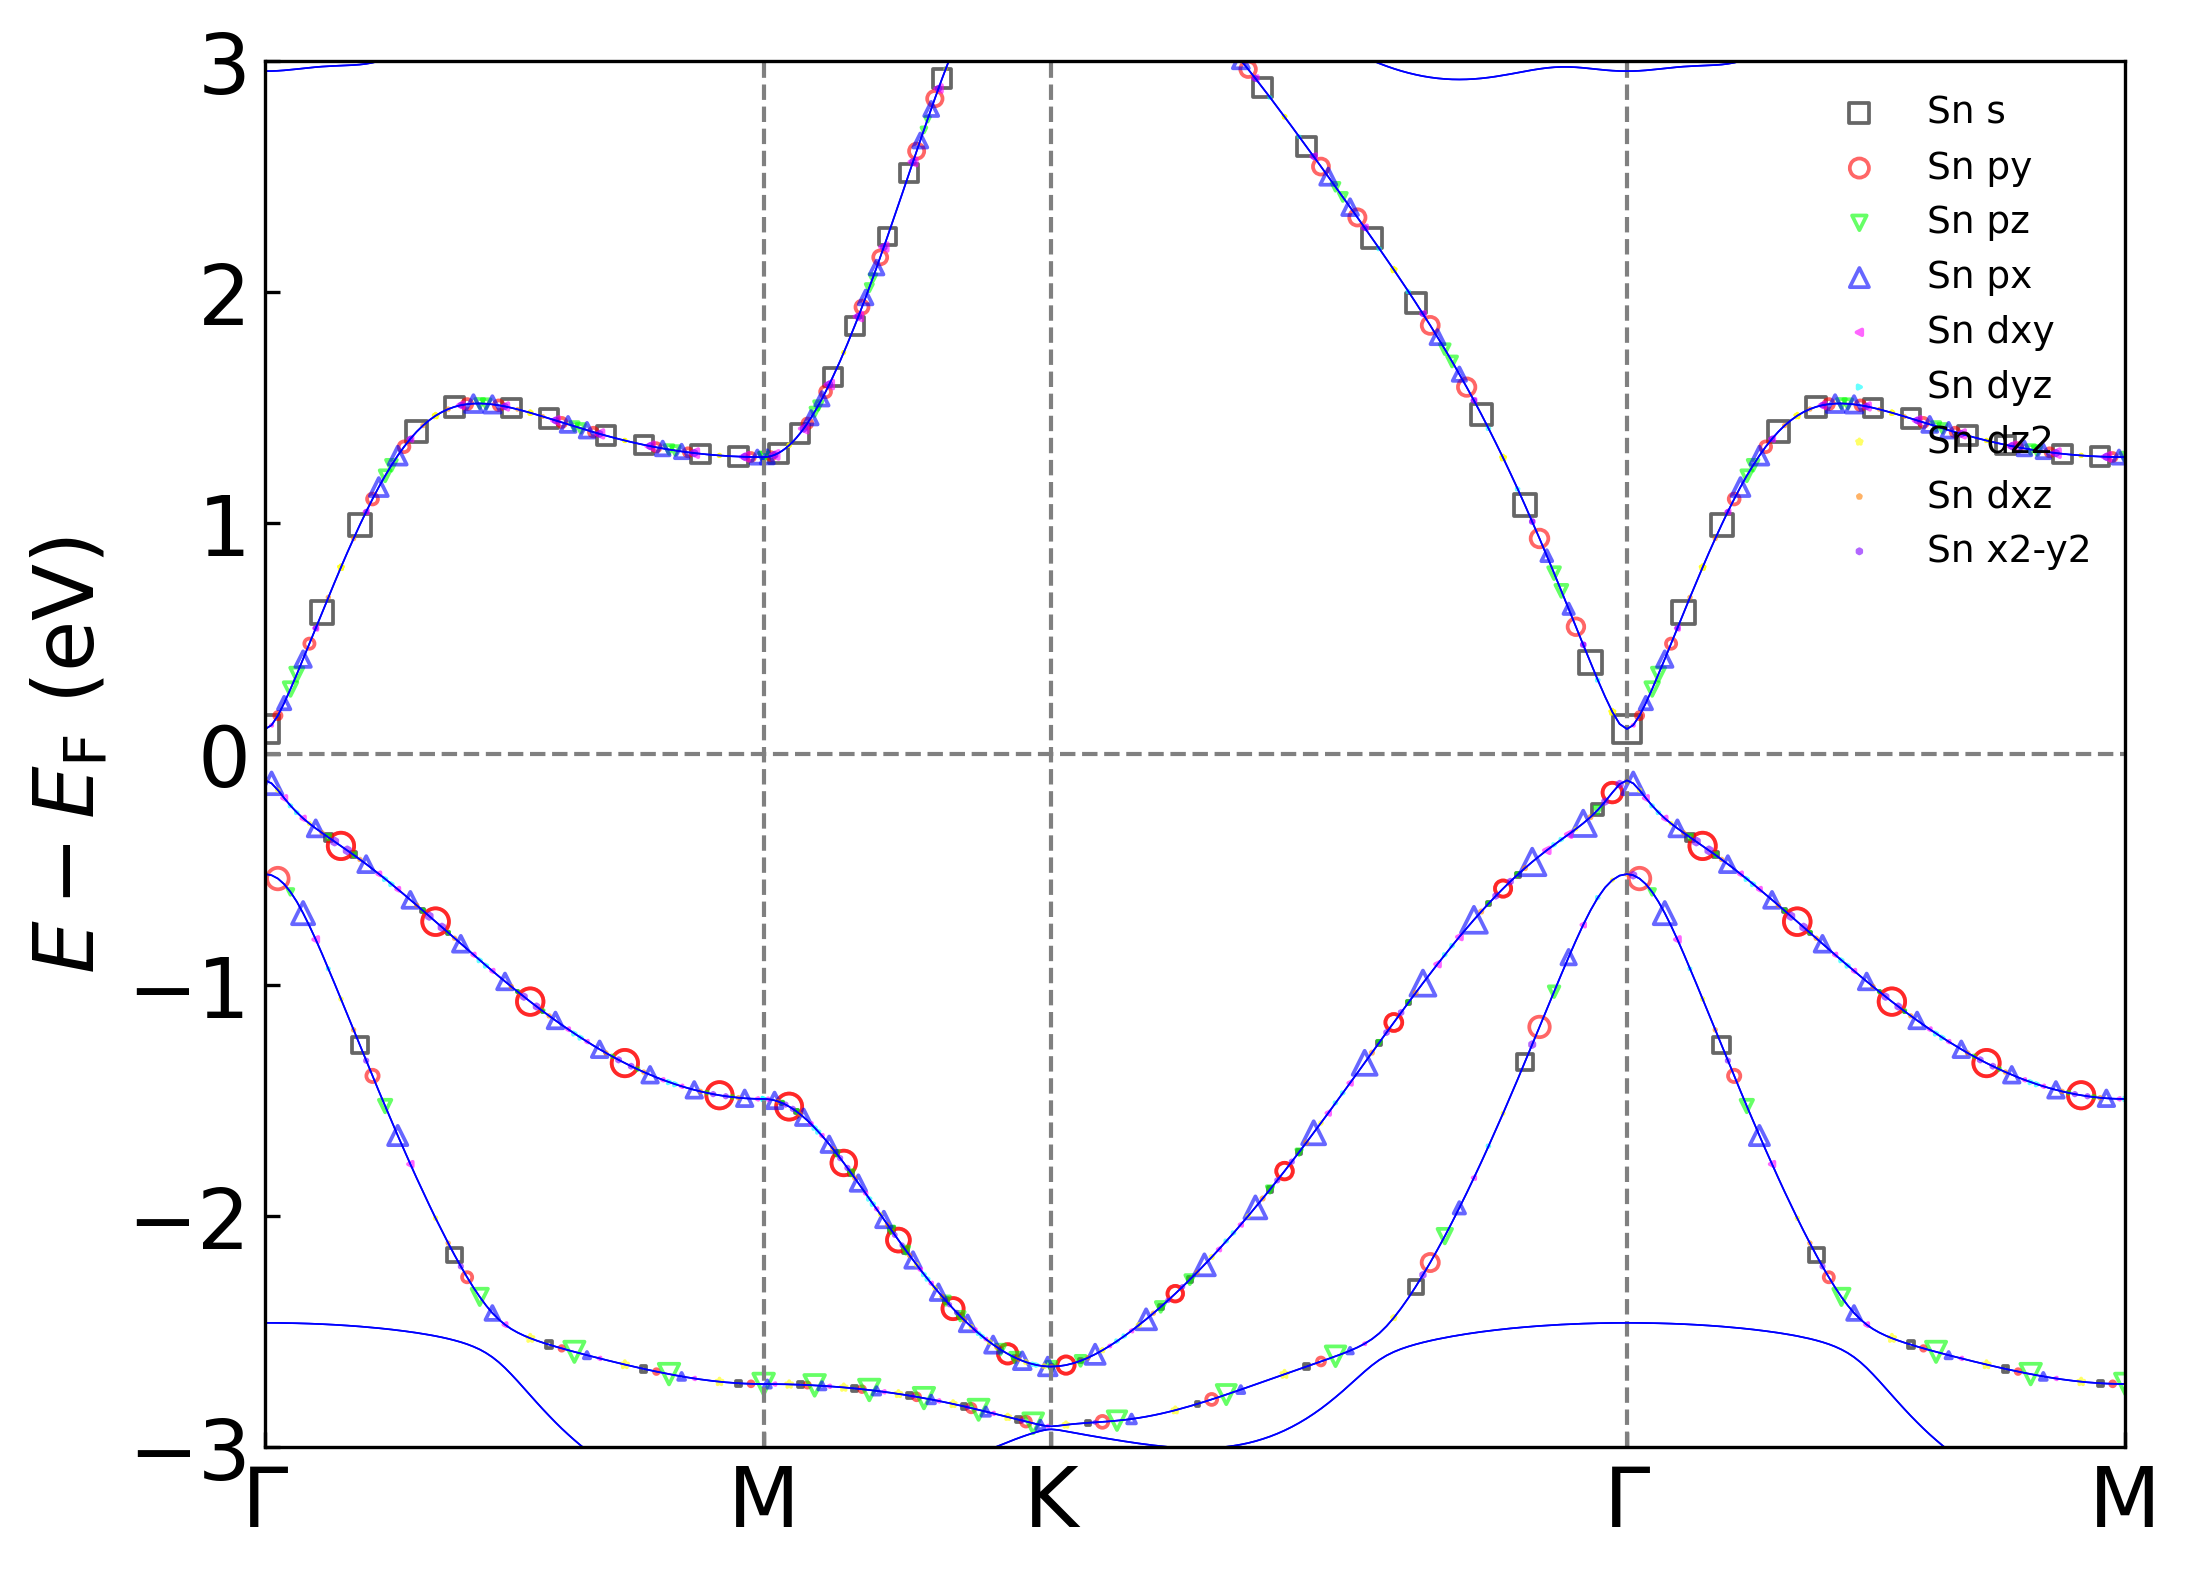 3
2
1
0
−1
−2
−3
E − E_F (eV)
Γ
M
K
Γ
M
Sn s
Sn py
Sn pz
Sn px
Sn dxy
Sn dyz
Sn dz2
Sn dxz
Sn x2-y2